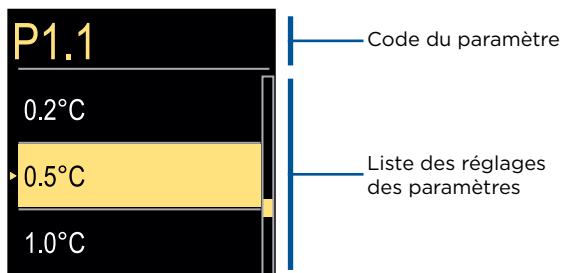 P1.1
Code du paramètre
0.2°C
0.5°C
Liste des réglages
des paramètres
1.0°C